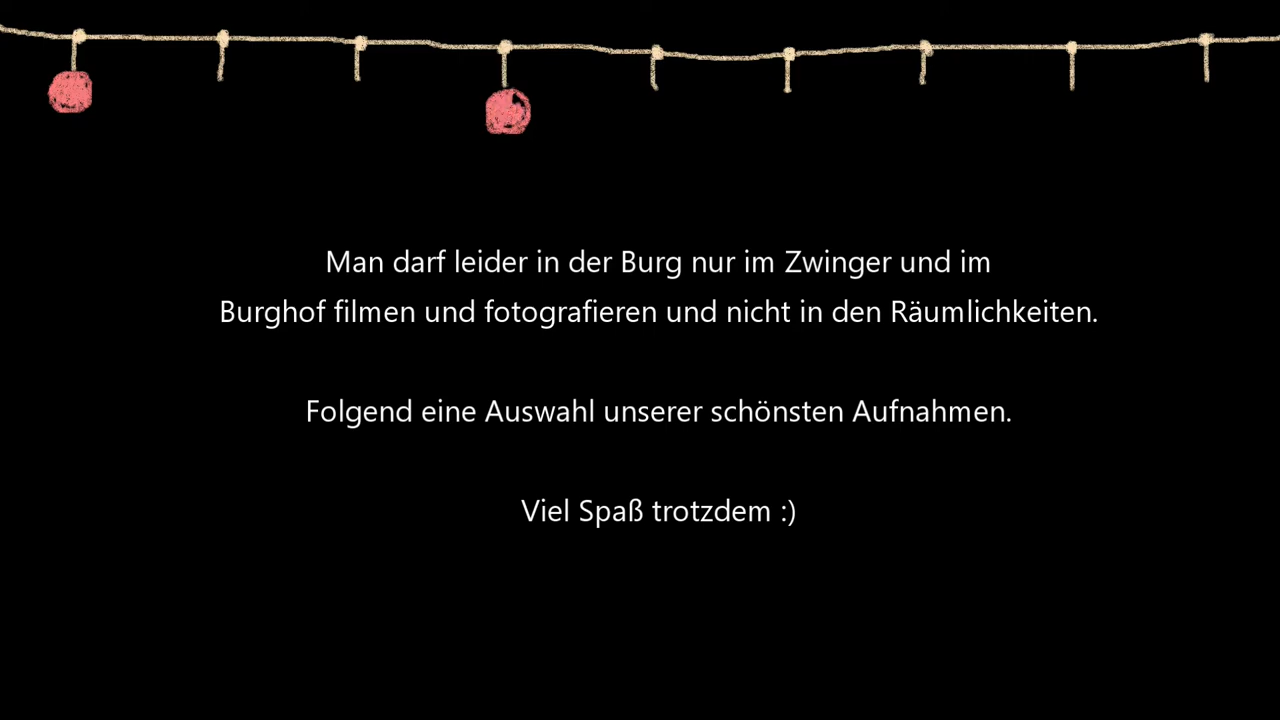 Man darf leider in der Burg nur im Zwinger und im
Burghof filmen und fotografieren und nicht in den Räumlichkeiten.
Folgend eine Auswahl unserer schönsten Aufnahmen.
Viel Spaß trotzdem :)